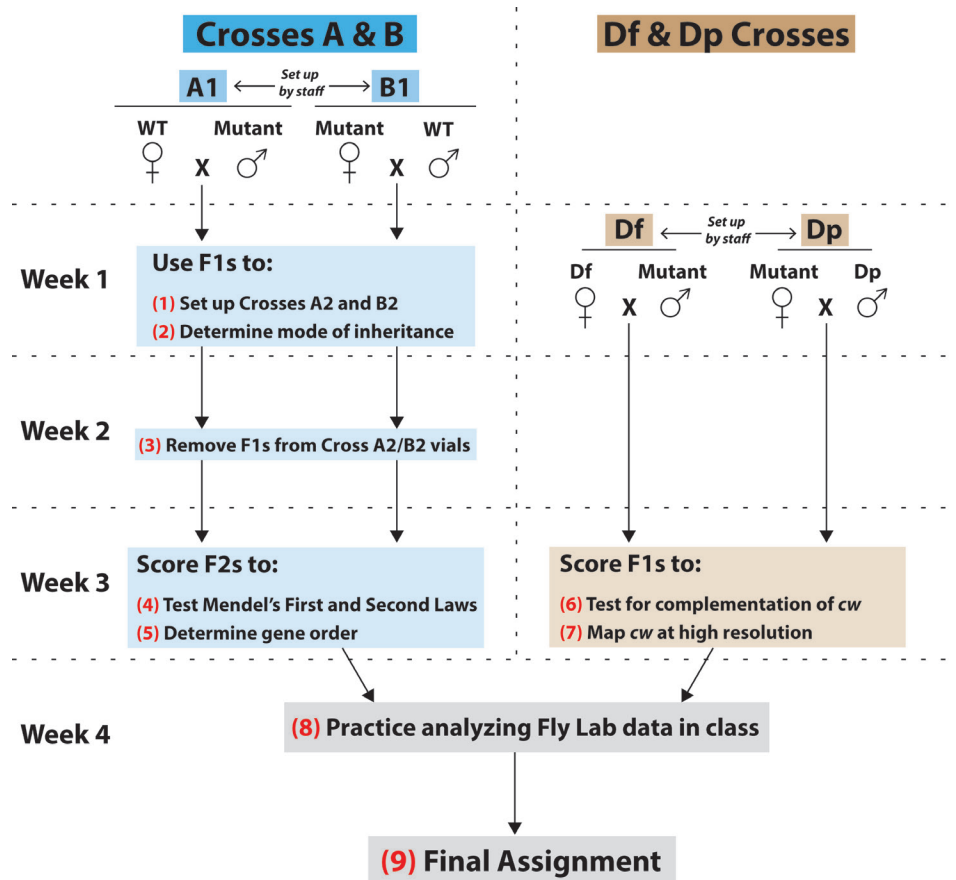 Crosses A & B
Df & Dp Crosses
A1
Set up
by staff
B1
WT
Mutant
Mutant
WT
X
X
Df
Set up
by staff
Dp
Week 1
Use F1s to:
(1) Set up Crosses A2 and B2
(2) Determine mode of inheritance
Df
Mutant
Mutant
Dp
X
X
Week 2
(3) Remove F1s from Cross A2/B2 vials
Week 3
Score F2s to:
(4) Test Mendel's First and Second Laws
(5) Determine gene order
Score F1s to:
(6) Test for complementation of cw
(7) Map cw at high resolution
Week 4
(8) Practice analyzing Fly Lab data in class
(9) Final Assignment